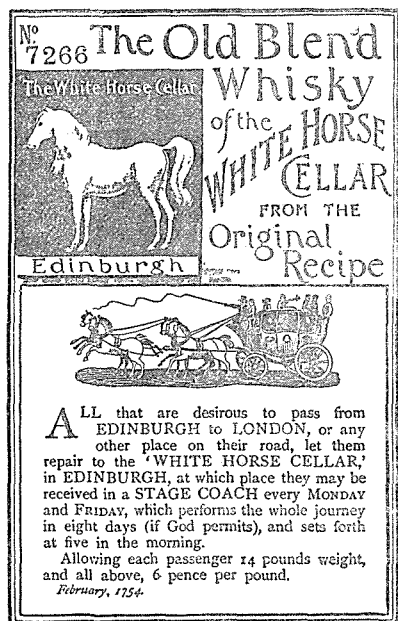 Nº 7266
The Old Blend
Whisky
of the
WHITE HORSE
CELLAR
FROM THE
Original
Recipe
The White Horse Cellar
Edinburgh
ALL that are desirous to pass from
EDINBURGH to LONDON, or any
other place on their road, let them
repair to the ‘WHITE HORSE CELLAR,’
in EDINBURGH, at which place they may be
received in a STAGE COACH every MONDAY
and FRIDAY, which performs the whole journey
in eight days (if God permits), and sets forth
at five in the morning.
Allowing each passenger 14 pounds weight,
and all above, 6 pence per pound.
February, 1754.